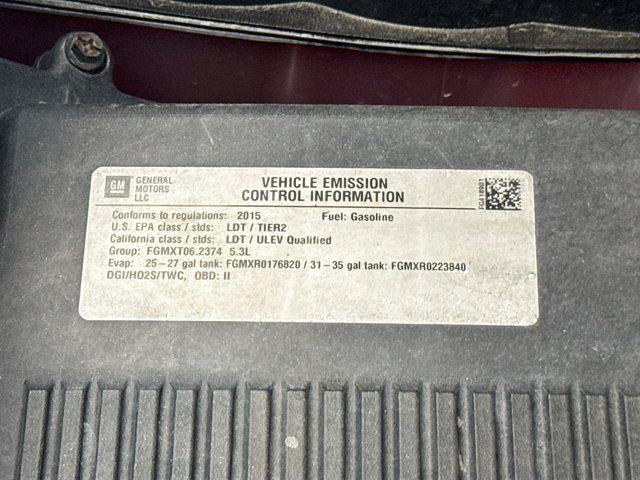 GM GENERAL MOTORS LLC
VEHICLE EMISSION
CONTROL INFORMATION
Conforms to regulations: 2015 Fuel: Gasoline
U.S. EPA class / stds: LDT / TIER2
California class / stds: LDT / ULEV Qualified
Group: FGMXT06.2374 5.3L
Evap: 25-27 gal tank: FGMXR0176820 / 31-35 gal tank: FGMXR0223840
DGI/HO2S/TWC, OBD: II